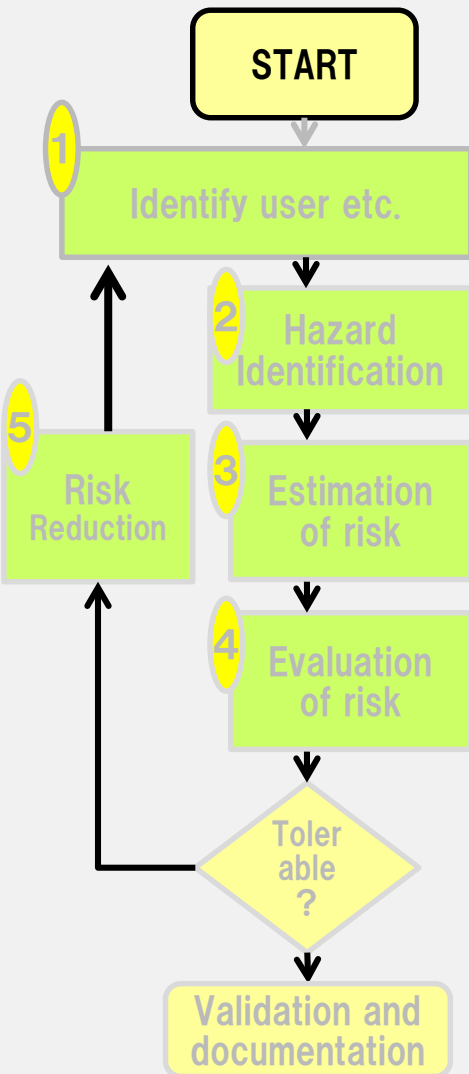 START
1
Identify user etc.
2
Hazard
Identification
3
Estimation
of risk
5
Risk
Reduction
4
Evaluation
of risk
Toler
able
?
Validation and
documentation